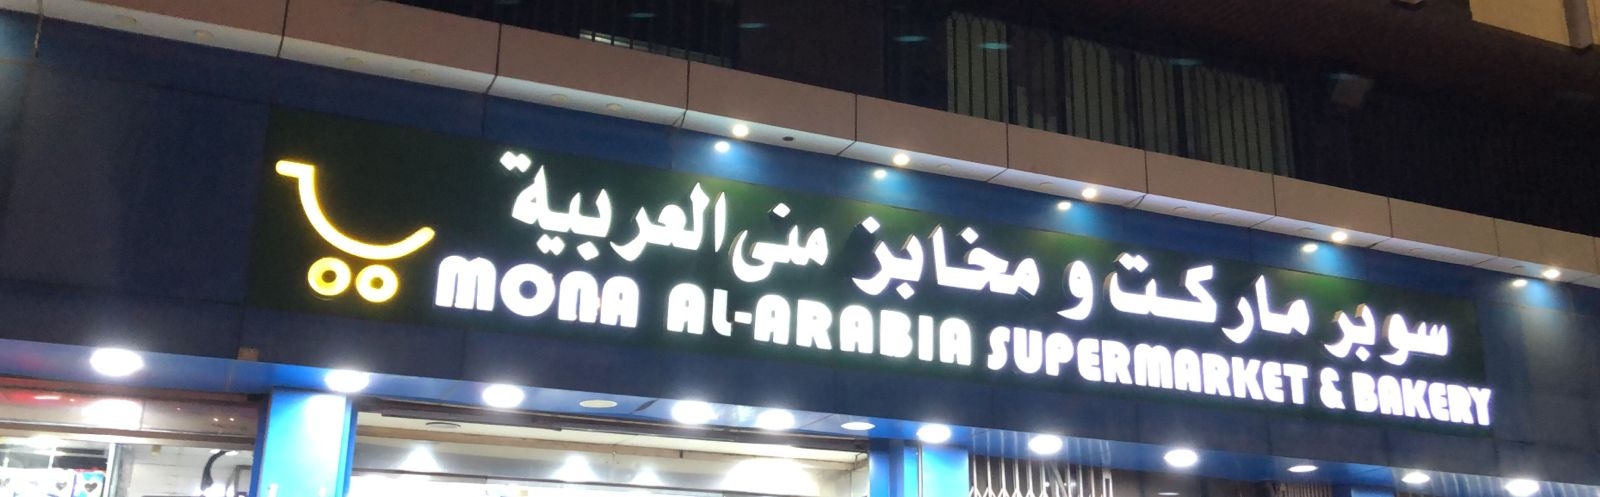 سوبر ماركت و مخابز منى العربية
MONA AL-ARABIA SUPERMARKET & BAKERY